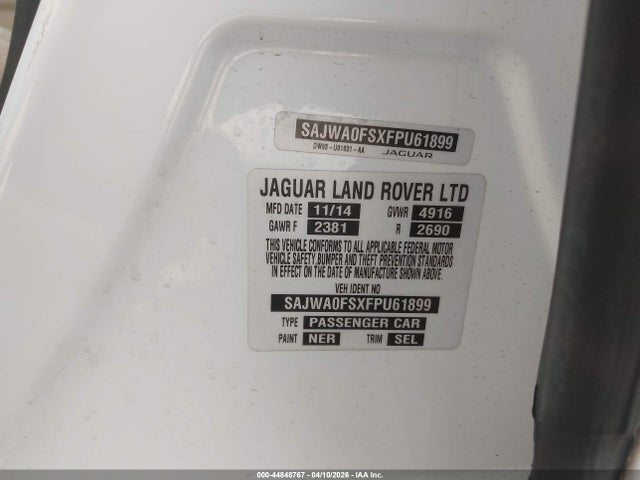 SAJWA0FSXFPU61899
DW93-U01631-AA JAGUAR
JAGUAR LAND ROVER LTD
MFD DATE 11/14 GVWR 4916
GAWR F 2381 R 2690
THIS VEHICLE CONFORMS TO ALL APPLICABLE FEDERAL MOTOR
VEHICLE SAFETY, BUMPER AND THEFT PREVENTION STANDARDS
IN EFFECT ON THE DATE OF MANUFACTURE SHOWN ABOVE.
VEH IDENT NO
SAJWA0FSXFPU61899
TYPE PASSENGER CAR
PAINT NER TRIM SEL
000-44848767 - 04/10/2026 - IAA Inc.